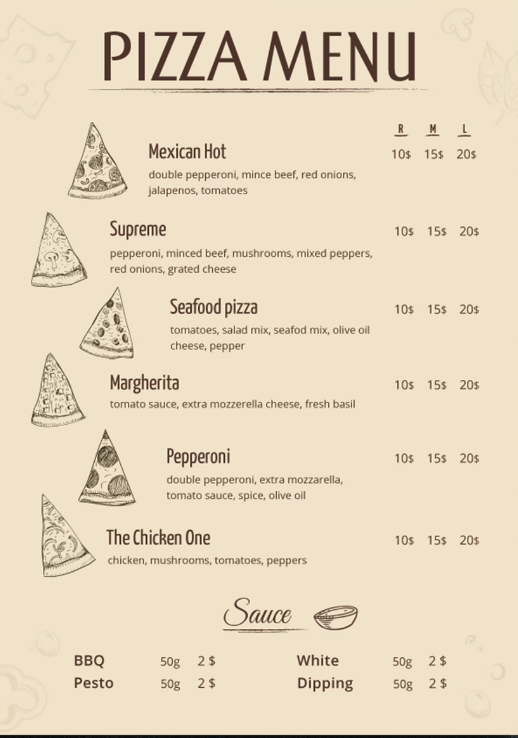 PIZZA MENU
R M L
Mexican Hot 10$ 15$ 20$
double pepperoni, mince beef, red onions,
jalapenos, tomatoes
Supreme 10$ 15$ 20$
pepperoni, minced beef, mushrooms, mixed peppers,
red onions, grated cheese
Seafood pizza 10$ 15$ 20$
tomatoes, salad mix, seafod mix, olive oil
cheese, pepper
Margherita 10$ 15$ 20$
tomato sauce, extra mozzerella cheese, fresh basil
Pepperoni 10$ 15$ 20$
double pepperoni, extra mozzarella,
tomato sauce, spice, olive oil
The Chicken One 10$ 15$ 20$
chicken, mushrooms, tomatoes, peppers
Sauce
BBQ 50g 2 $ White 50g 2 $
Pesto 50g 2 $ Dipping 50g 2 $